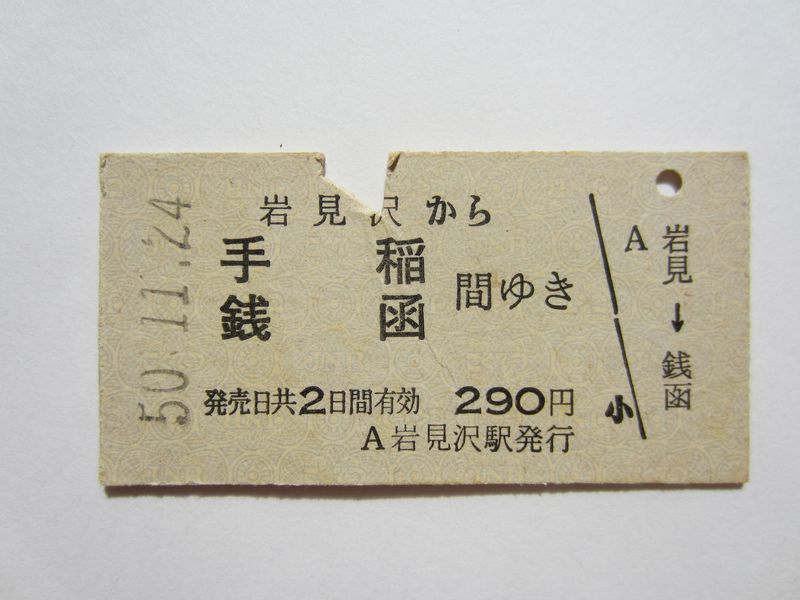 50.11.24
岩見沢から
手稲
銭函
間ゆき
発売日共2日間有効 290円
A岩見沢駅発行
小
A
岩見→銭函